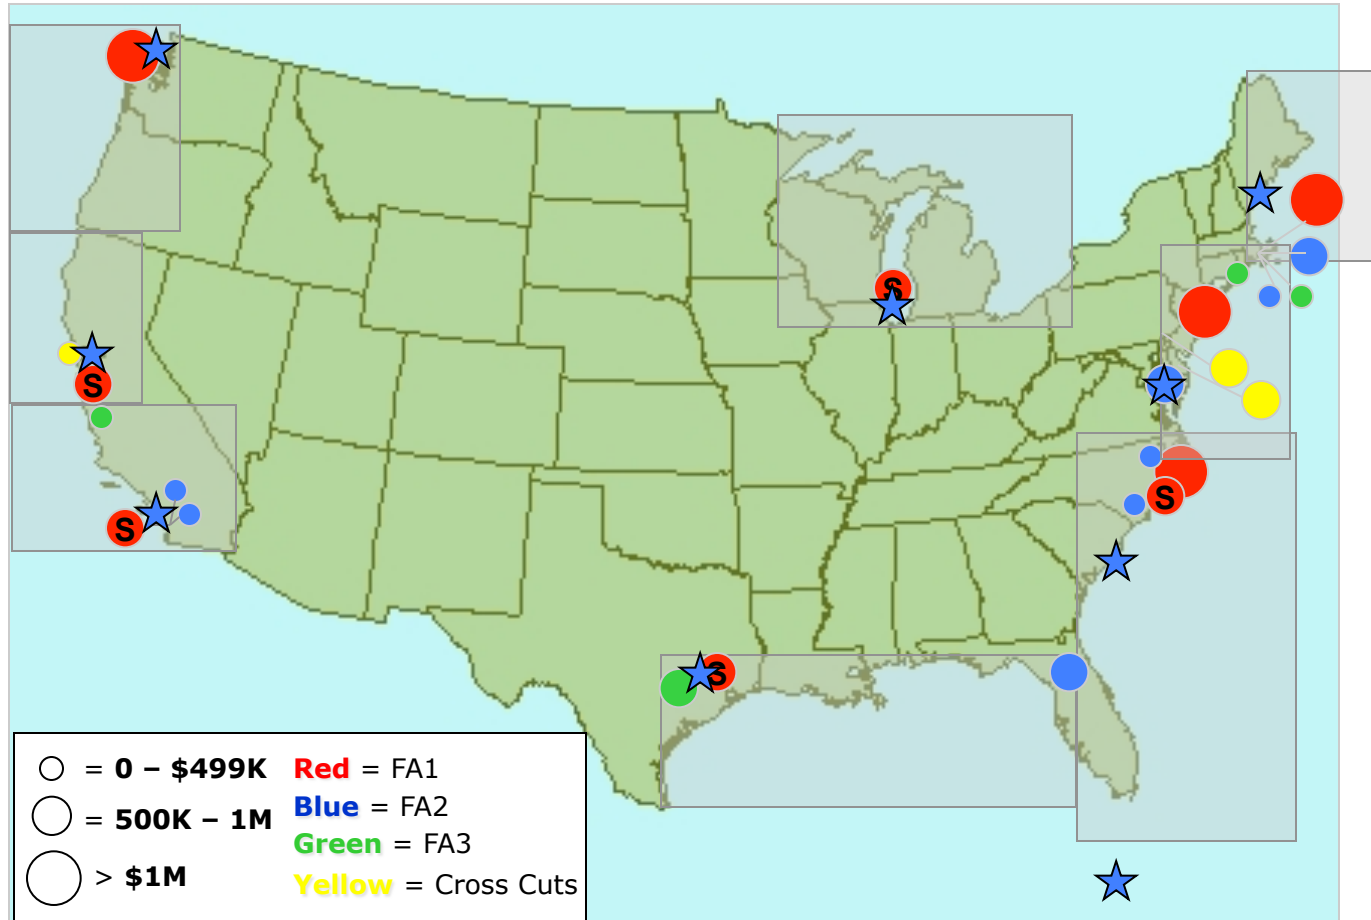 S
S
S
S
S
= 0 – $499K
= 500K – 1M
> $1M
Red = FA1
Blue = FA2
Green = FA3
Yellow = Cross Cuts